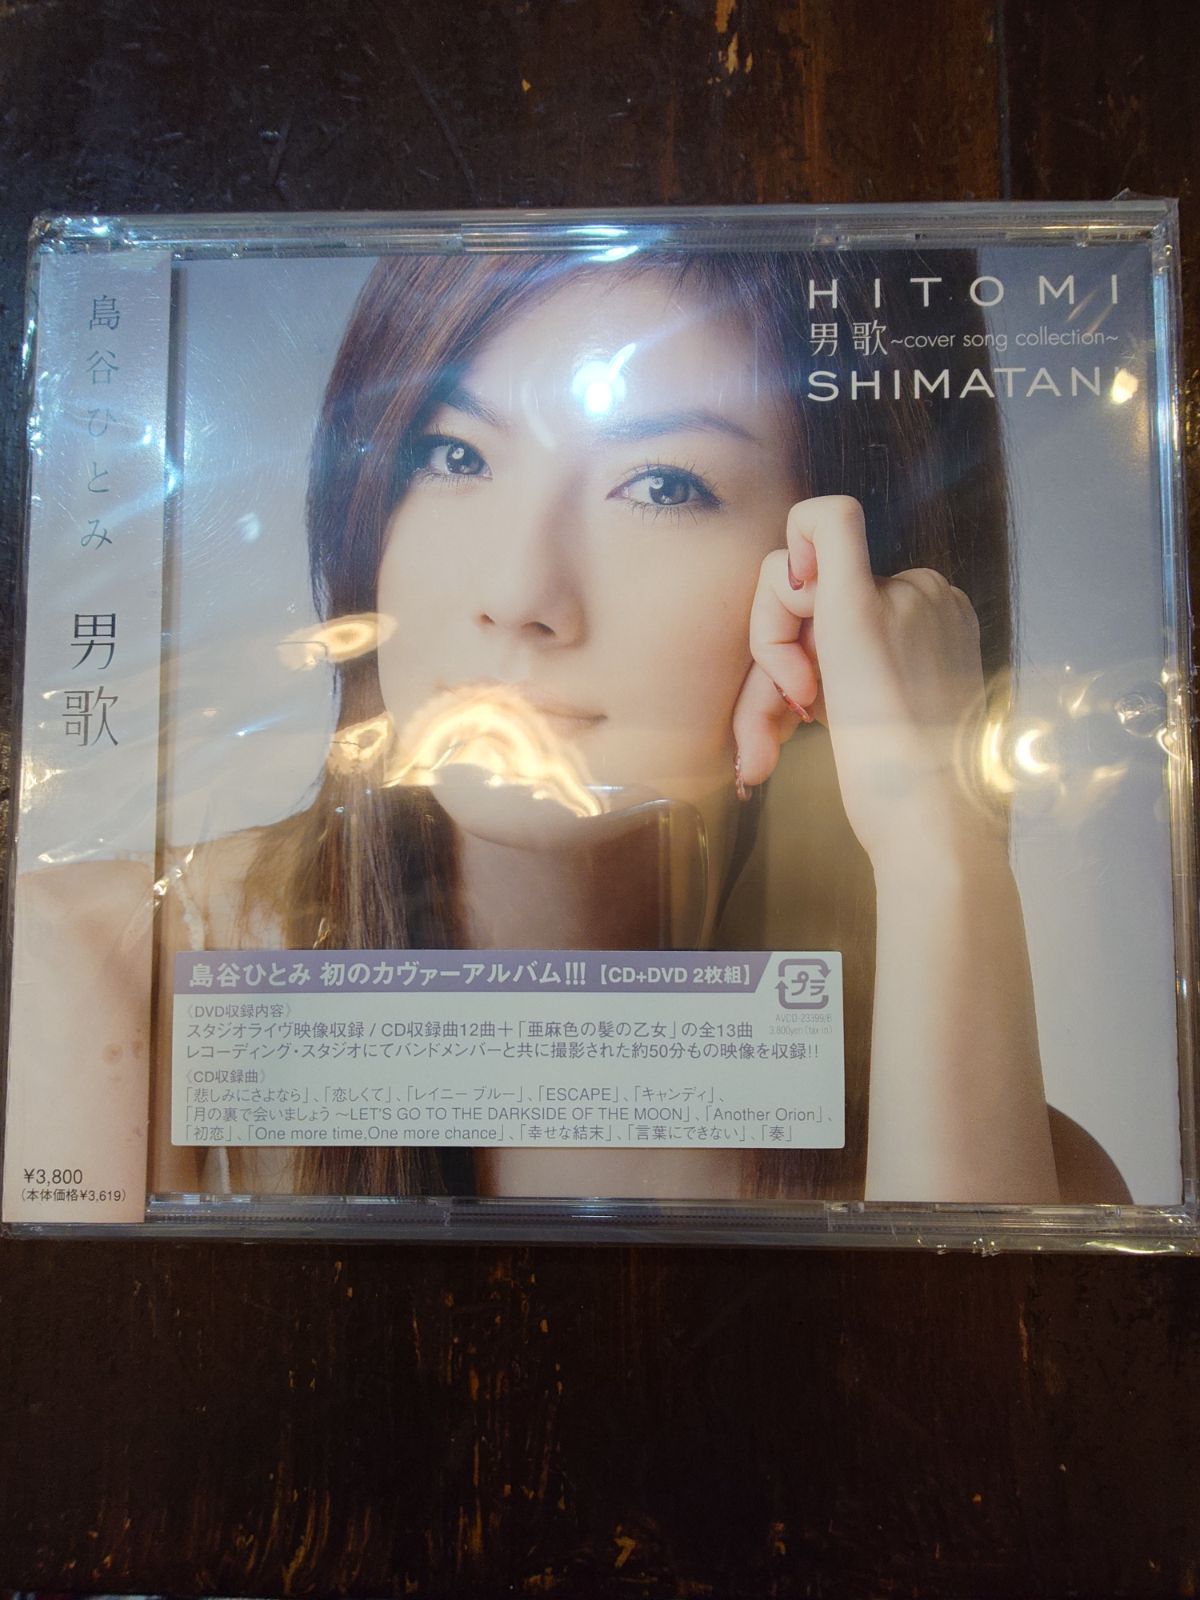 島谷ひとみ 男歌
¥3,800
(本体価格¥3,619)
HITOMI
男歌~cover song collection~
SHIMATANI
島谷ひとみ 初のカヴァーアルバム!!!【CD+DVD 2枚組】
プラ
AVCD-23399/B
3,800yen(tax in)
《DVD収録内容》
スタジオライヴ映像収録 / CD収録曲12曲＋「亜麻色の髪の乙女」の全13曲
レコーディング・スタジオにてバンドメンバーと共に撮影された約50分もの映像を収録!!
《CD収録曲》
「悲しみにさよなら」、「恋しくて」、「レイニー ブルー」、「ESCAPE」、「キャンディ」、
「月の裏で会いましょう ～LET'S GO TO THE DARKSIDE OF THE MOON」、「Another Orion」、
「初恋」、「One more time,One more chance」、「幸せな結末」、「言葉にできない」、「奏」